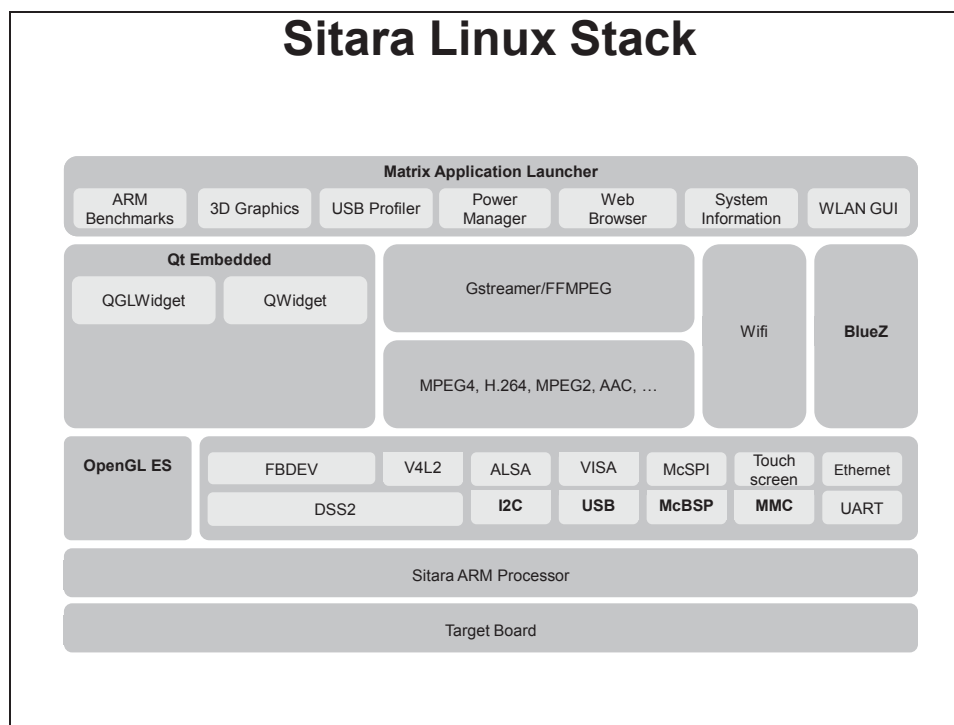 Sitara Linux Stack
Matrix Application Launcher
ARM
Benchmarks
3D Graphics
USB Profiler
Power
Manager
Web
Browser
System
Information
WLAN GUI
Qt Embedded
QGLWidget
QWidget
Gstreamer/FFMPEG
MPEG4, H.264, MPEG2, AAC, …
Wifi
BlueZ
OpenGL ES
FBDEV
V4L2
ALSA
VISA
McSPI
Touch
screen
Ethernet
DSS2
I2C
USB
McBSP
MMC
UART
Sitara ARM Processor
Target Board